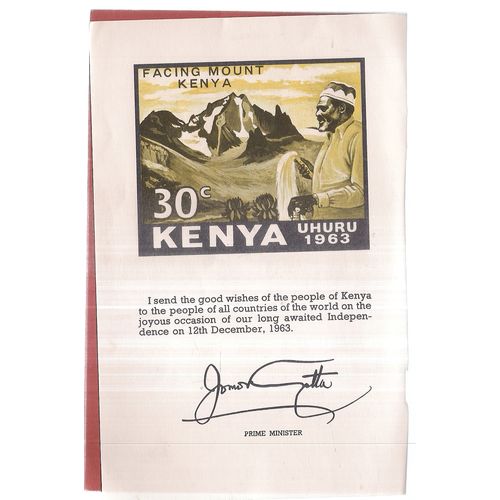 FACING MOUNT
KENYA
30c
KENYA
UHURU
1963
I send the good wishes of the people of Kenya
to the people of all countries of the world on the
joyous occasion of our long awaited Indepen-
dence on 12th December, 1963.
Jomo Kenyatta
PRIME MINISTER